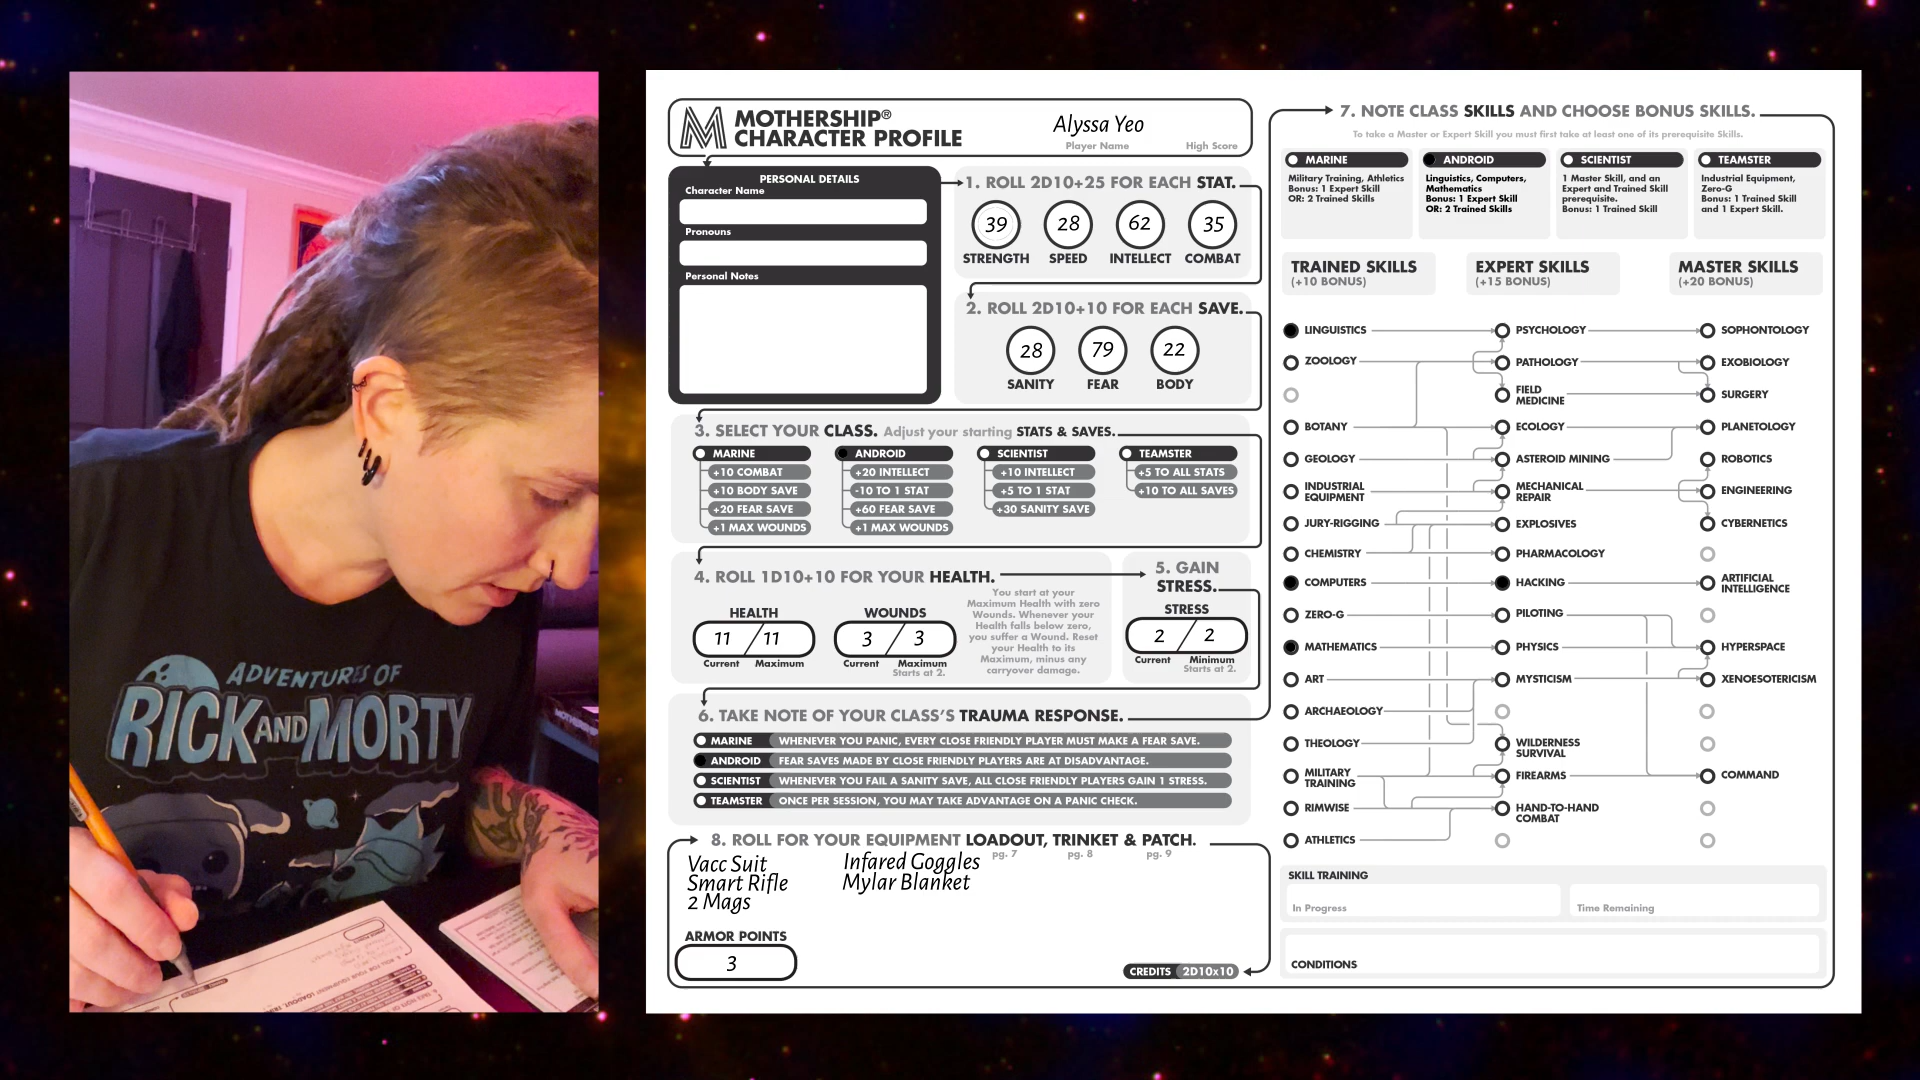 ADVENTURES OF
RICK AND MORTY
MOTHERSHIP®
CHARACTER PROFILE
Alyssa Yeo
Player Name
High Score
PERSONAL DETAILS
Character Name
Pronouns
Personal Notes
1. ROLL 2D10+25 FOR EACH STAT.
39 28 62 35
STRENGTH SPEED INTELLECT COMBAT
2. ROLL 2D10+10 FOR EACH SAVE.
28 79 22
SANITY FEAR BODY
3. SELECT YOUR CLASS. Adjust your starting STATS & SAVES.
MARINE
+10 COMBAT
+10 BODY SAVE
+20 FEAR SAVE
+1 MAX WOUNDS
ANDROID
+20 INTELLECT
-10 TO 1 STAT
+60 FEAR SAVE
+1 MAX WOUNDS
SCIENTIST
+10 INTELLECT
+5 TO 1 STAT
+30 SANITY SAVE
TEAMSTER
+5 TO ALL STATS
+10 TO ALL SAVES
4. ROLL 1D10+10 FOR YOUR HEALTH.
HEALTH
11 / 11
Current Maximum
WOUNDS
3 / 3
Current Maximum
Starts at 2.
You start at your
Maximum Health with zero
Wounds. Whenever your
Health falls below zero,
you suffer a Wound. Reset
your Health to its
Maximum, minus any
carryover damage.
5. GAIN
STRESS.
STRESS
2 / 2
Current Minimum
Starts at 2.
6. TAKE NOTE OF YOUR CLASS'S TRAUMA RESPONSE.
MARINE WHENEVER YOU PANIC, EVERY CLOSE FRIENDLY PLAYER MUST MAKE A FEAR SAVE.
ANDROID FEAR SAVES MADE BY CLOSE FRIENDLY PLAYERS ARE AT DISADVANTAGE.
SCIENTIST WHENEVER YOU FAIL A SANITY SAVE, ALL CLOSE FRIENDLY PLAYERS GAIN 1 STRESS.
TEAMSTER ONCE PER SESSION, YOU MAY TAKE ADVANTAGE ON A PANIC CHECK.
7. NOTE CLASS SKILLS AND CHOOSE BONUS SKILLS.
To take a Master or Expert Skill you must first take at least one of its prerequisite Skills.
MARINE
Military Training, Athletics
Bonus: 1 Expert Skill
OR: 2 Trained Skills
ANDROID
Linguistics, Computers,
Mathematics
Bonus: 1 Expert Skill
OR: 2 Trained Skills
SCIENTIST
1 Master Skill, and an
Expert and Trained Skill
prerequisite.
Bonus: 1 Trained Skill
TEAMSTER
Industrial Equipment,
Zero-G
Bonus: 1 Trained Skill
and 1 Expert Skill.
TRAINED SKILLS
(+10 BONUS)
LINGUISTICS
ZOOLOGY
BOTANY
GEOLOGY
INDUSTRIAL
EQUIPMENT
JURY-RIGGING
CHEMISTRY
COMPUTERS
ZERO-G
MATHEMATICS
ART
ARCHAEOLOGY
THEOLOGY
MILITARY
TRAINING
RIMWISE
ATHLETICS
EXPERT SKILLS
(+15 BONUS)
PSYCHOLOGY
PATHOLOGY
FIELD
MEDICINE
ECOLOGY
ASTEROID MINING
MECHANICAL
REPAIR
EXPLOSIVES
PHARMACOLOGY
HACKING
PILOTING
PHYSICS
MYSTICISM
WILDERNESS
SURVIVAL
FIREARMS
HAND-TO-HAND
COMBAT
MASTER SKILLS
(+20 BONUS)
SOPHONTOLOGY
EXOBIOLOGY
SURGERY
PLANETOLOGY
ROBOTICS
ENGINEERING
CYBERNETICS
ARTIFICIAL
INTELLIGENCE
HYPERSPACE
XENOESOTERICISM
COMMAND
SKILL TRAINING
In Progress
Time Remaining
CONDITIONS
8. ROLL FOR YOUR EQUIPMENT LOADOUT, TRINKET & PATCH.
pg. 7 pg. 8 pg. 9
Vacc Suit
Smart Rifle
2 Mags
Infared Goggles
Mylar Blanket
ARMOR POINTS
3
CREDITS 2D10x10